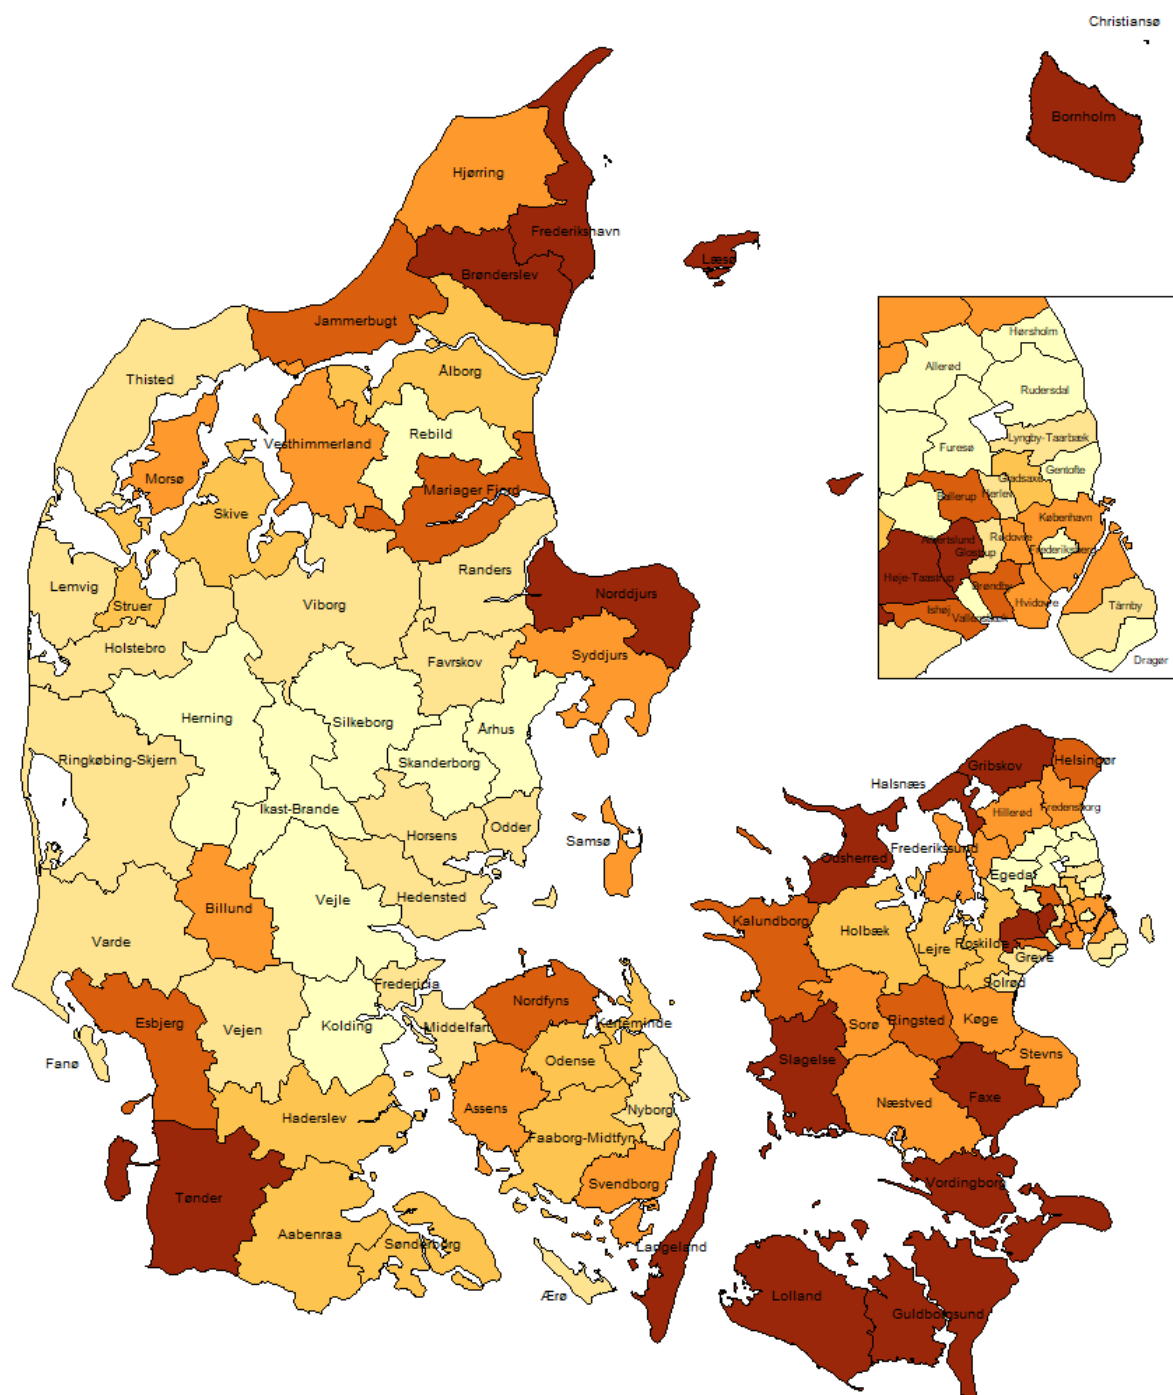 Christiansø
Bornholm
Hjørring
Frederikshavn
Læsø
Brønderslev
Jammerbugt
Thisted
Ålborg
Rebild
Vesthimmerland
Morsø
Mariager Fjord
Skive
Randers
Lemvig
Struer
Viborg
Norddjurs
Holstebro
Favrskov
Syddjurs
Herning
Silkeborg
Århus
Ringkøbing-Skjern
Skanderborg
Ikast-Brande
Horsens
Odder
Samsø
Hedensted
Vejle
Billund
Varde
Fredericia
Esbjerg
Vejen
Kolding
Middelfart
Nordfyns
Kerteminde
Fanø
Odense
Haderslev
Assens
Nyborg
Faaborg-Midtfyn
Svendborg
Tønder
Aabenraa
Sønderborg
Langeland
Ærø
Hørsholm
Allerød
Rudersdal
Furesø
Lyngby-Taarbæk
Gentofte
Gladsaxe
Ballerup
Herlev
København
Rødovre
Albertslund
Glostrup
Frederiksberg
Høje-Taastrup
Brøndby
Hvidovre
Ishøj
Vallensbæk
Tårnby
Dragør
Helsingør
Gribskov
Halsnæs
Hillerød
Fredensborg
Frederikssund
Odsherred
Egedal
Kalundborg
Holbæk
Lejre
Roskilde
Greve
Solrød
Sorø
Ringsted
Køge
Stevns
Slagelse
Næstved
Faxe
Vordingborg
Lolland
Guldborgsund